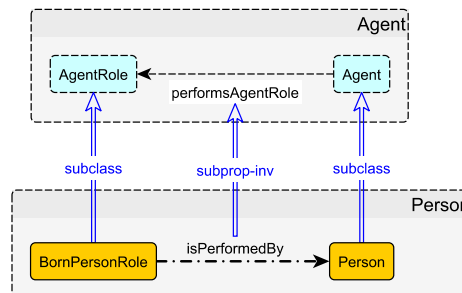 Agent
AgentRole
Agent
performsAgentRole
subclass
subprop-inv
subclass
Person
isPerformedBy
BornPersonRole
Person